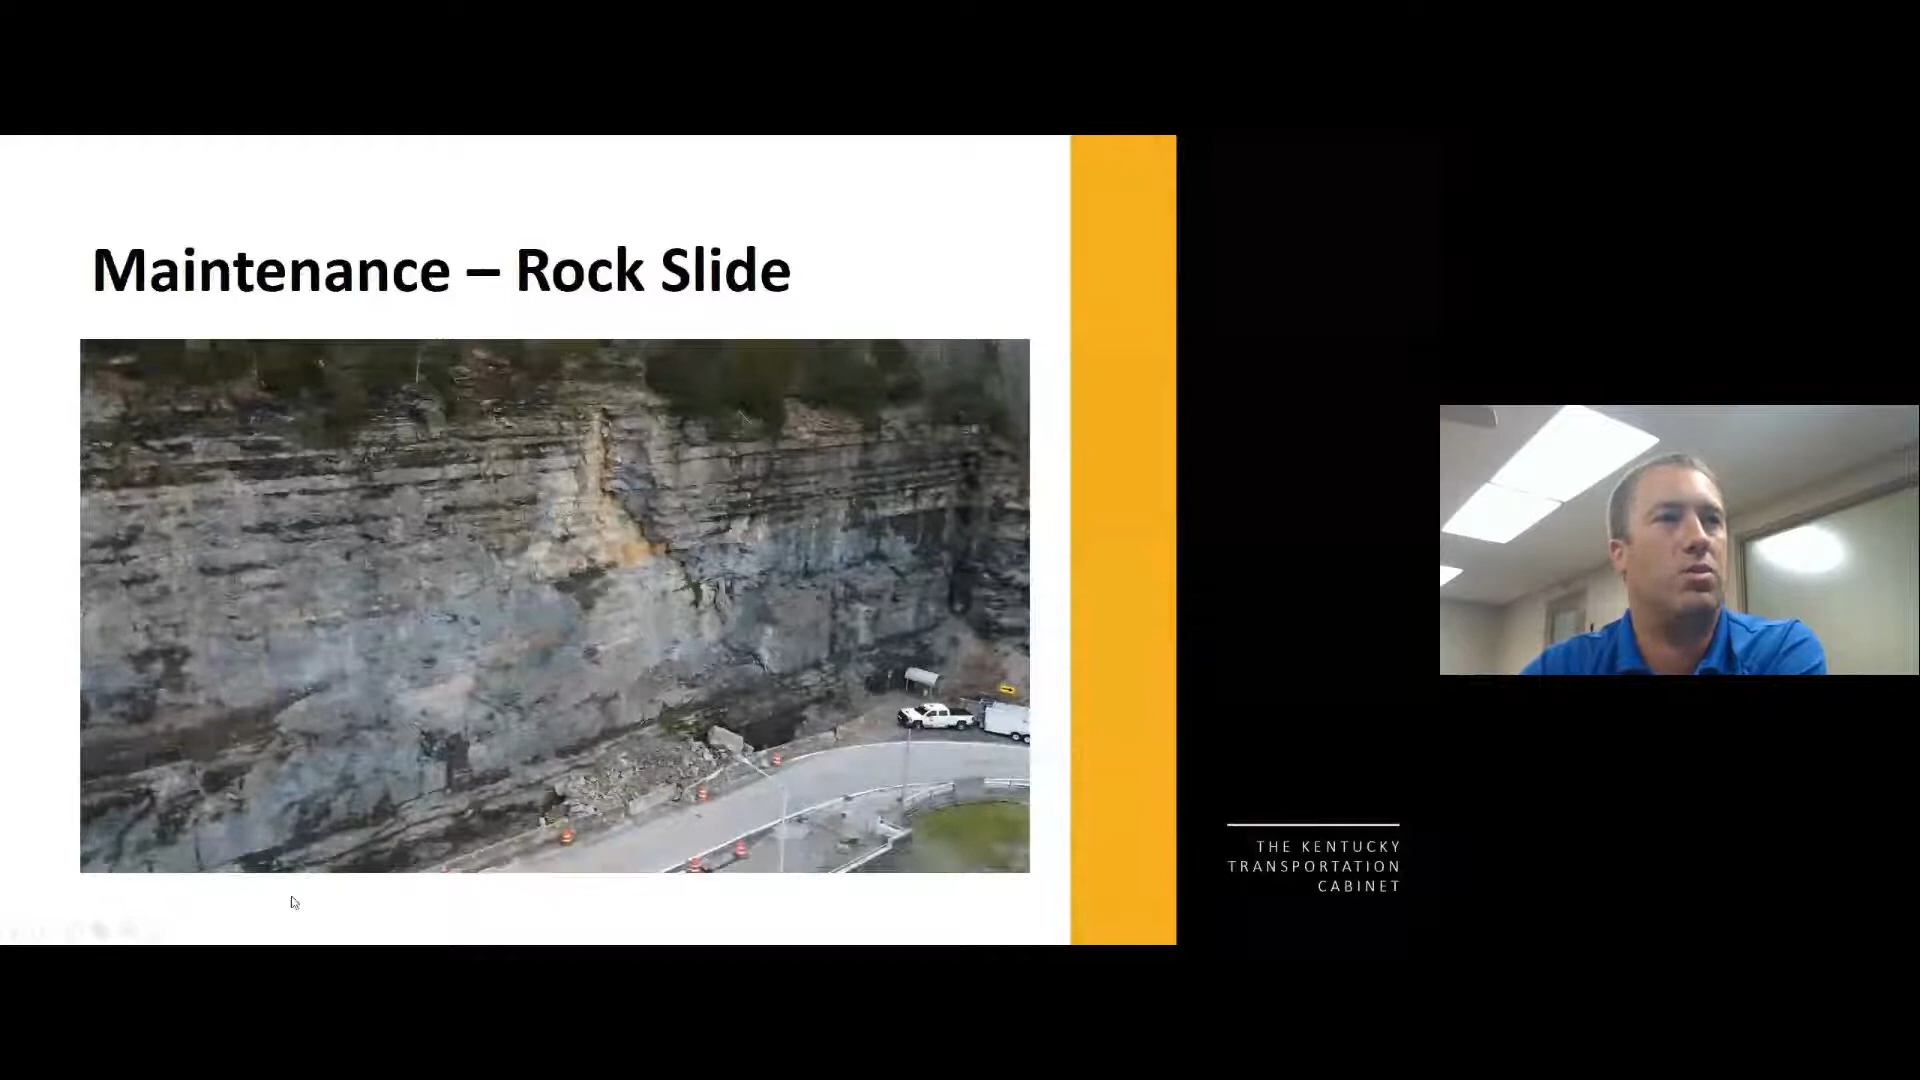 Maintenance – Rock Slide
THE KENTUCKY
TRANSPORTATION
CABINET